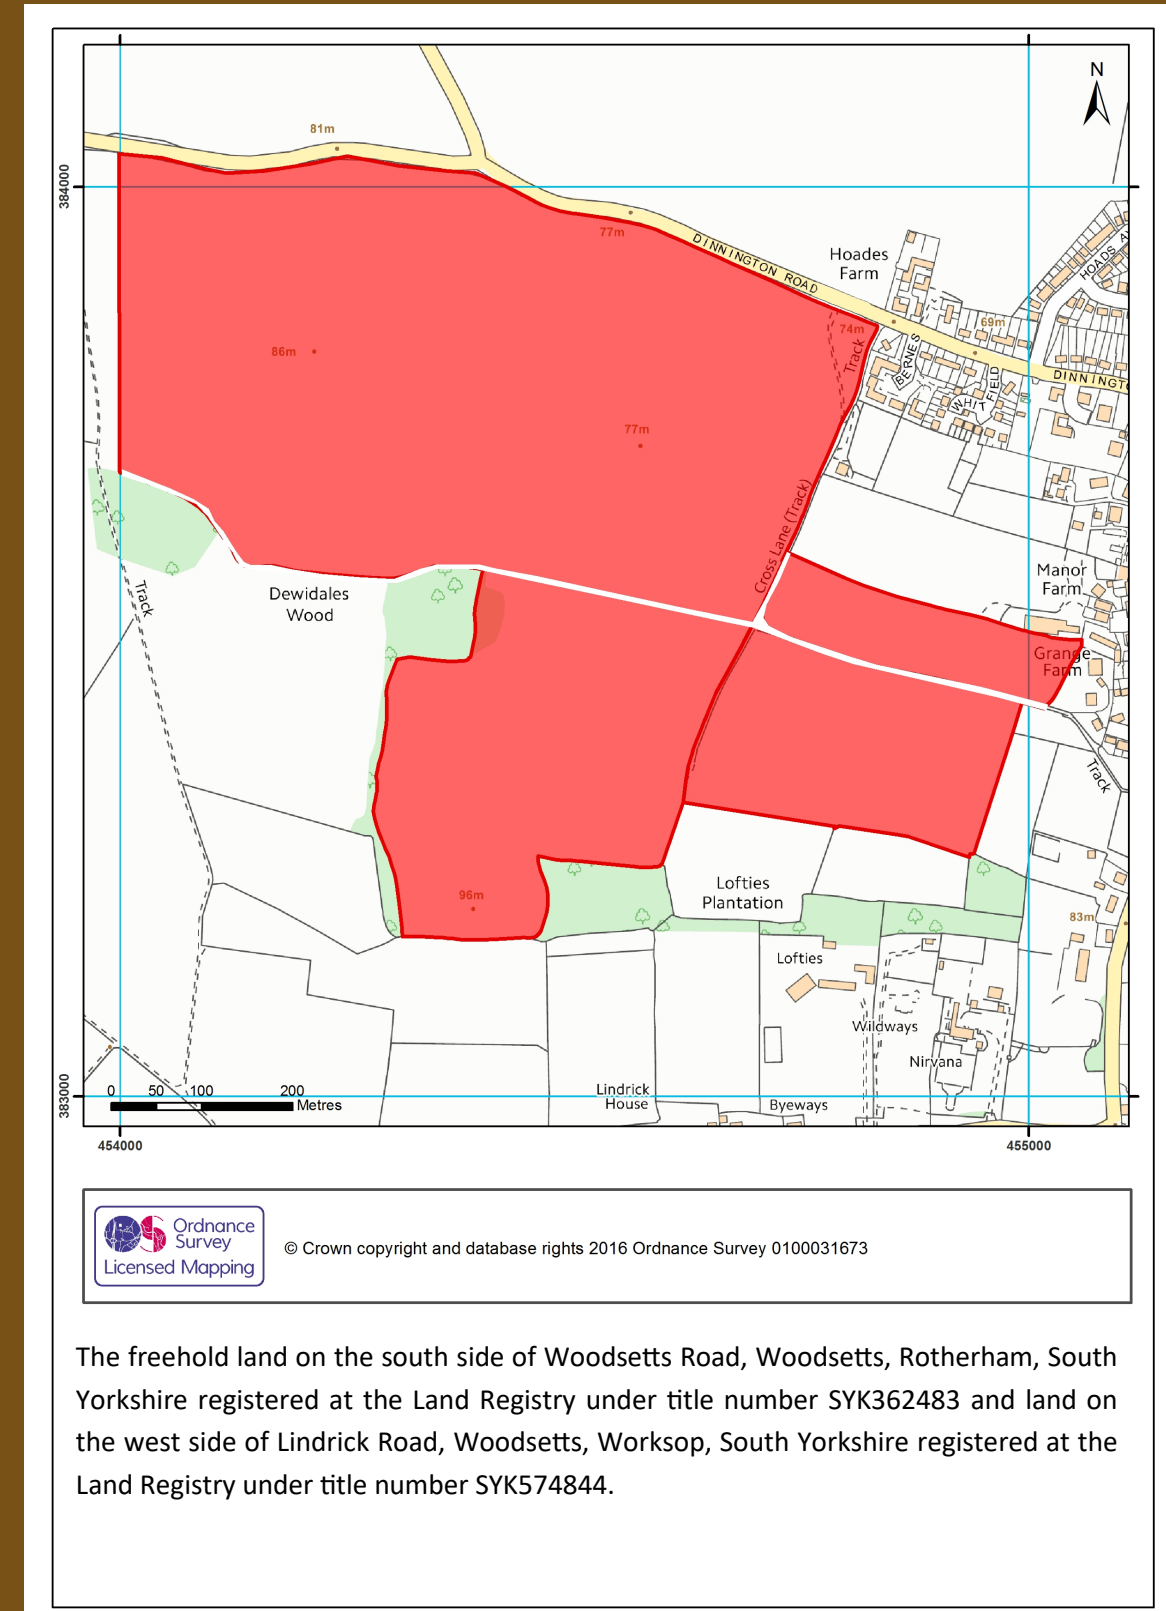 N
81m
384000
77m
DINNINGTON ROAD
Hoades
Farm
HOADS A
74m
69m
Track
BERNES
WHITFIELD
DINNINGT
86m
77m
Cross Lane (Track)
Manor
Farm
Track
Dewidales
Wood
Grange
Farm
Track
Lofties
Plantation
96m
83m
Lofties
Wildways
Nirvana
383000
0 50 100 200
Metres
Lindrick
House
Byeways
454000
455000
Ordnance
Survey
Licensed Mapping
© Crown copyright and database rights 2016 Ordnance Survey 0100031673
The freehold land on the south side of Woodsetts Road, Woodsetts, Rotherham, South
Yorkshire registered at the Land Registry under title number SYK362483 and land on
the west side of Lindrick Road, Woodsetts, Worksop, South Yorkshire registered at the
Land Registry under title number SYK574844.